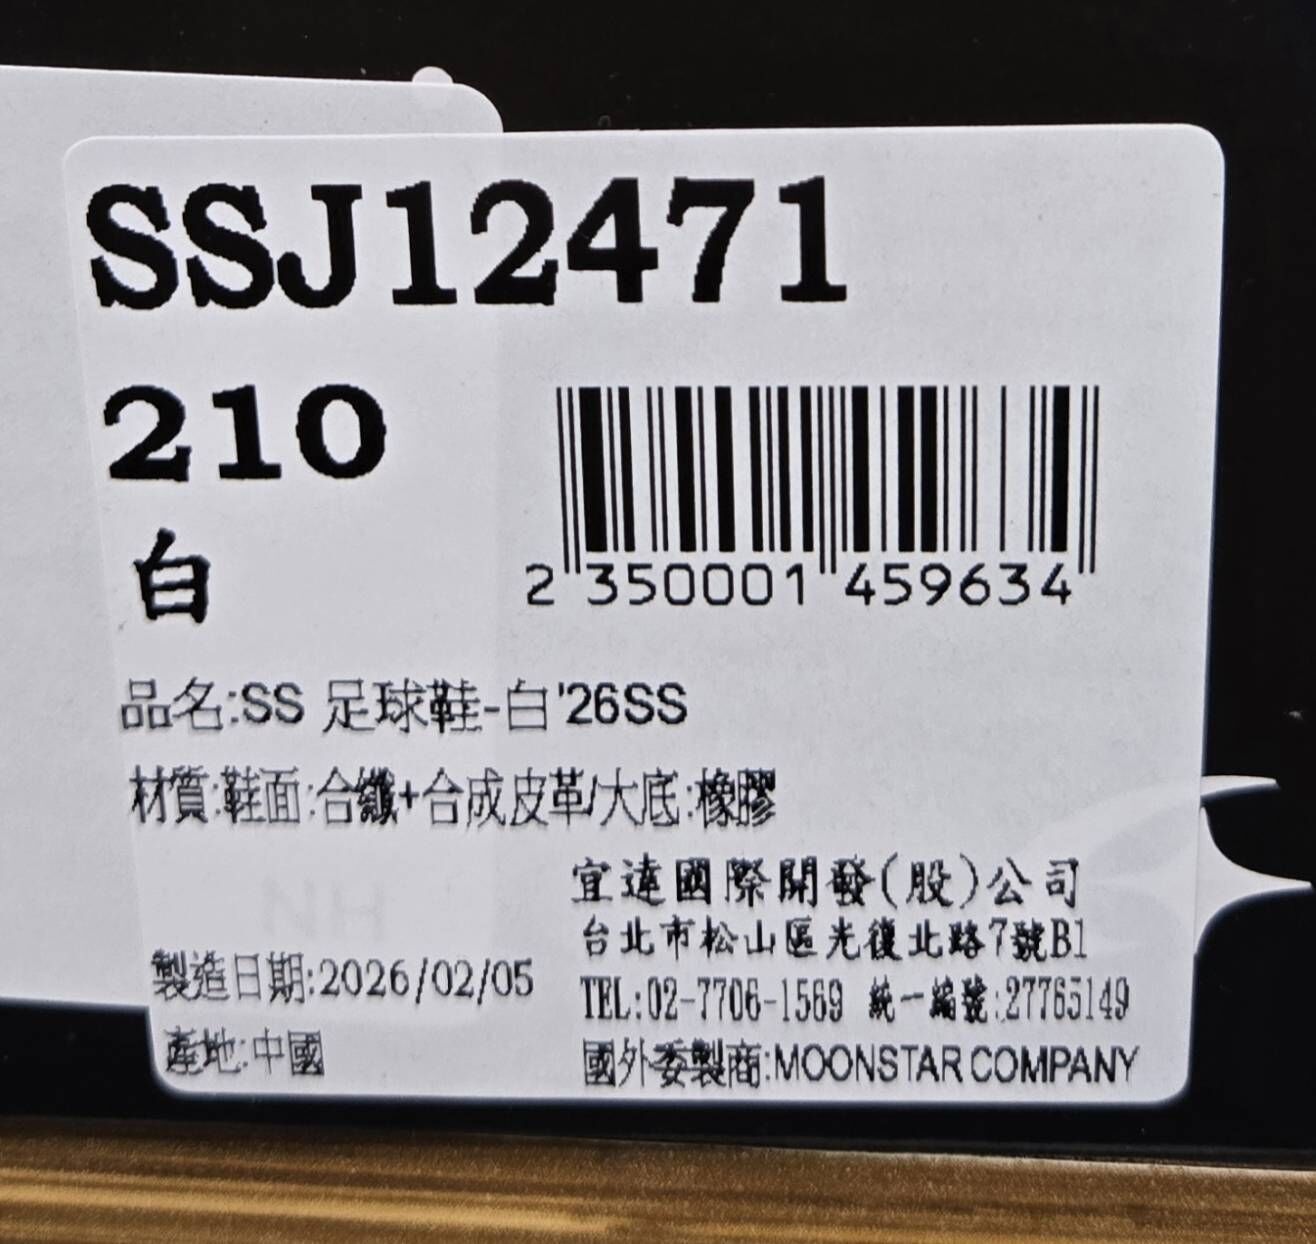 SSJ12471
210
2 350001 459634
白
品名:SS 足球鞋-白'26SS
材質:鞋面:合纖+合成皮革/大底:橡膠
宜達國際開發(股)公司
台北市松山區光復北路7號B1
製造日期:2026/02/05
TEL:02-7706-1569 統一編號:27765149
產地:中國
國外委製商:MOONSTAR COMPANY